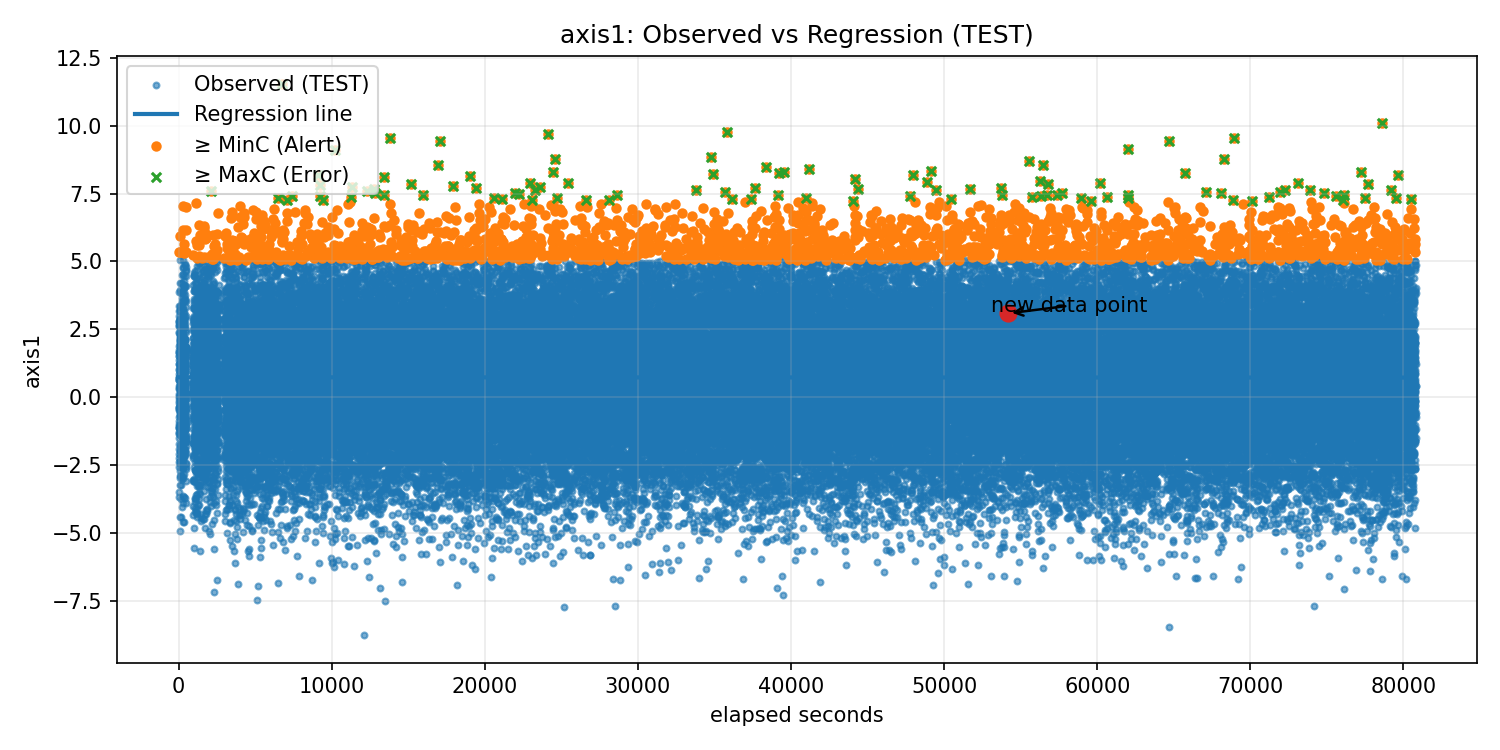 axis1: Observed vs Regression (TEST)
12.5
10.0
7.5
5.0
2.5
0.0
−2.5
−5.0
−7.5
axis1
Observed (TEST)
Regression line
≥ MinC (Alert)
≥ MaxC (Error)
new data point
0
10000
20000
30000
40000
50000
60000
70000
80000
elapsed seconds